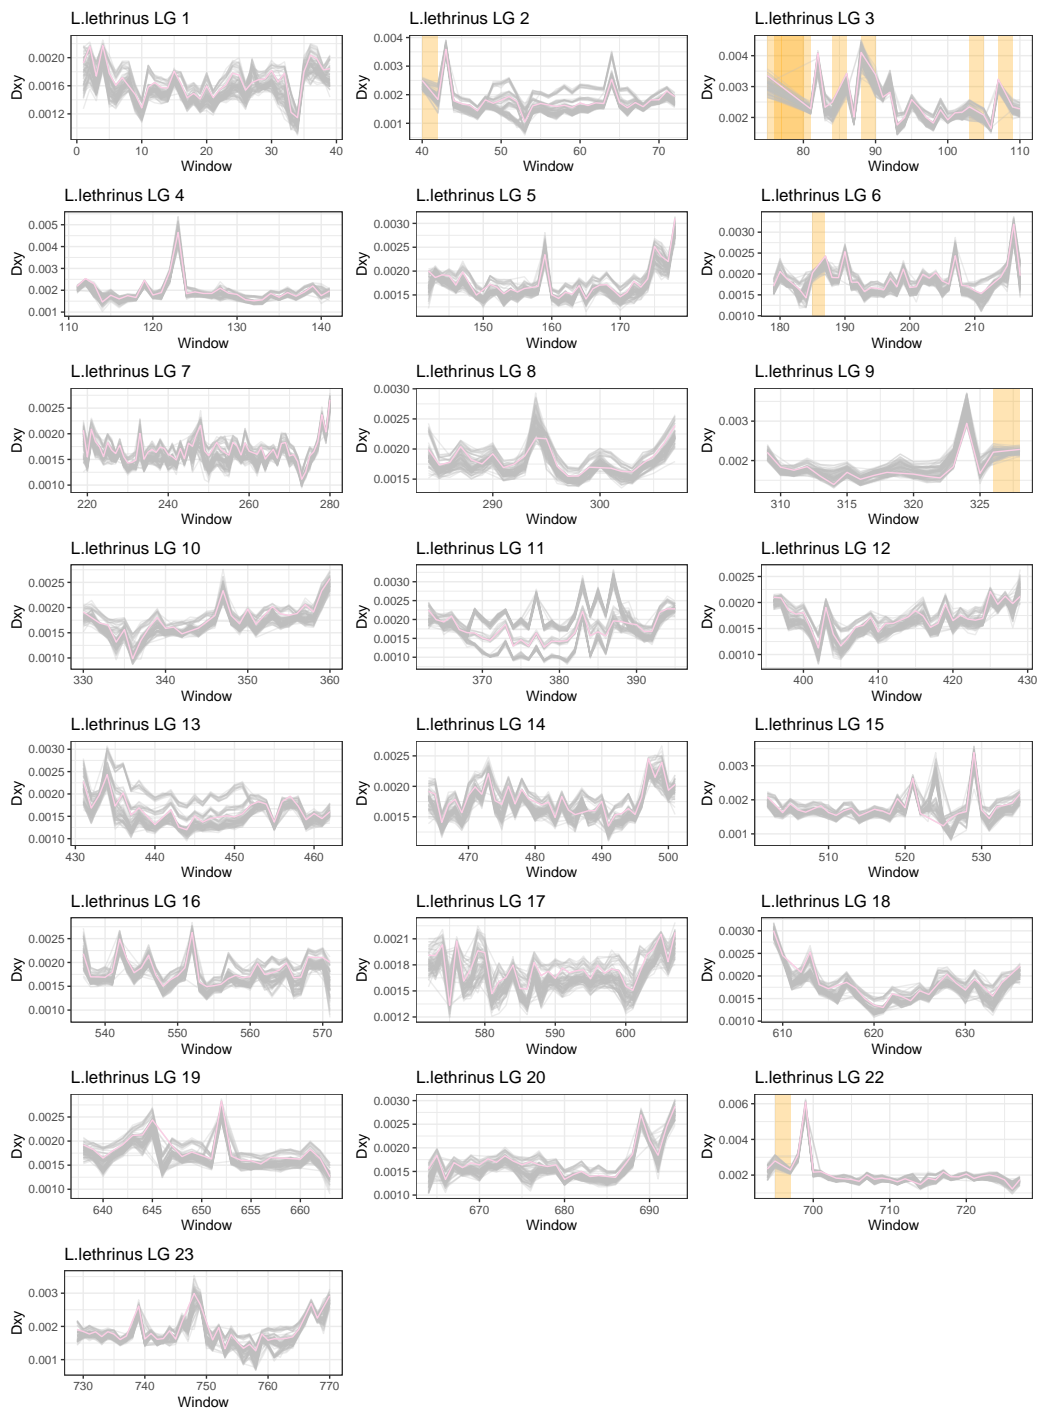 L.lethrinus LG 1
L.lethrinus LG 2
L.lethrinus LG 3
Dxy
0.0020
0.0012
0 10 20 30 40
Window
Dxy
0.004
0.003
0.002
0.001
40 50 60 70
Window
Dxy
0.004
0.003
0.002
80 90 100 110
Window
L.lethrinus LG 4
L.lethrinus LG 5
L.lethrinus LG 6
Dxy
0.005
0.004
0.003
0.002
0.001
110 120 130 140
Window
Dxy
0.0030
0.0025
0.0020
0.0015
150 160 170
Window
Dxy
0.0030
0.0025
0.0020
0.0015
0.0010
180 190 200 210
Window
L.lethrinus LG 7
L.lethrinus LG 8
L.lethrinus LG 9
Dxy
0.0025
0.0020
0.0015
0.0010
220 240 260 280
Window
Dxy
0.0030
0.0025
0.0020
0.0015
290 300
Window
Dxy
0.003
0.002
310 315 320 325
Window
L.lethrinus LG 10
L.lethrinus LG 11
L.lethrinus LG 12
Dxy
0.0025
0.0020
0.0015
0.0010
330 340 350 360
Window
Dxy
0.0030
0.0025
0.0020
0.0015
0.0010
370 380 390
Window
Dxy
0.0025
0.0020
0.0015
0.0010
400 410 420 430
Window
L.lethrinus LG 13
L.lethrinus LG 14
L.lethrinus LG 15
Dxy
0.0030
0.0025
0.0020
0.0015
0.0010
430 440 450 460
Window
Dxy
0.0025
0.0020
0.0015
470 480 490 500
Window
Dxy
0.003
0.002
0.001
510 520 530
Window
L.lethrinus LG 16
L.lethrinus LG 17
L.lethrinus LG 18
Dxy
0.0025
0.0020
0.0015
0.0010
540 550 560 570
Window
Dxy
0.0021
0.0018
0.0015
0.0012
580 590 600
Window
Dxy
0.0030
0.0025
0.0020
0.0015
0.0010
610 620 630
Window
L.lethrinus LG 19
L.lethrinus LG 20
L.lethrinus LG 22
Dxy
0.0025
0.0020
0.0015
0.0010
640 645 650 655 660
Window
Dxy
0.0030
0.0025
0.0020
0.0015
0.0010
670 680 690
Window
Dxy
0.006
0.004
0.002
700 710 720
Window
L.lethrinus LG 23
Dxy
0.003
0.002
0.001
730 740 750 760 770
Window